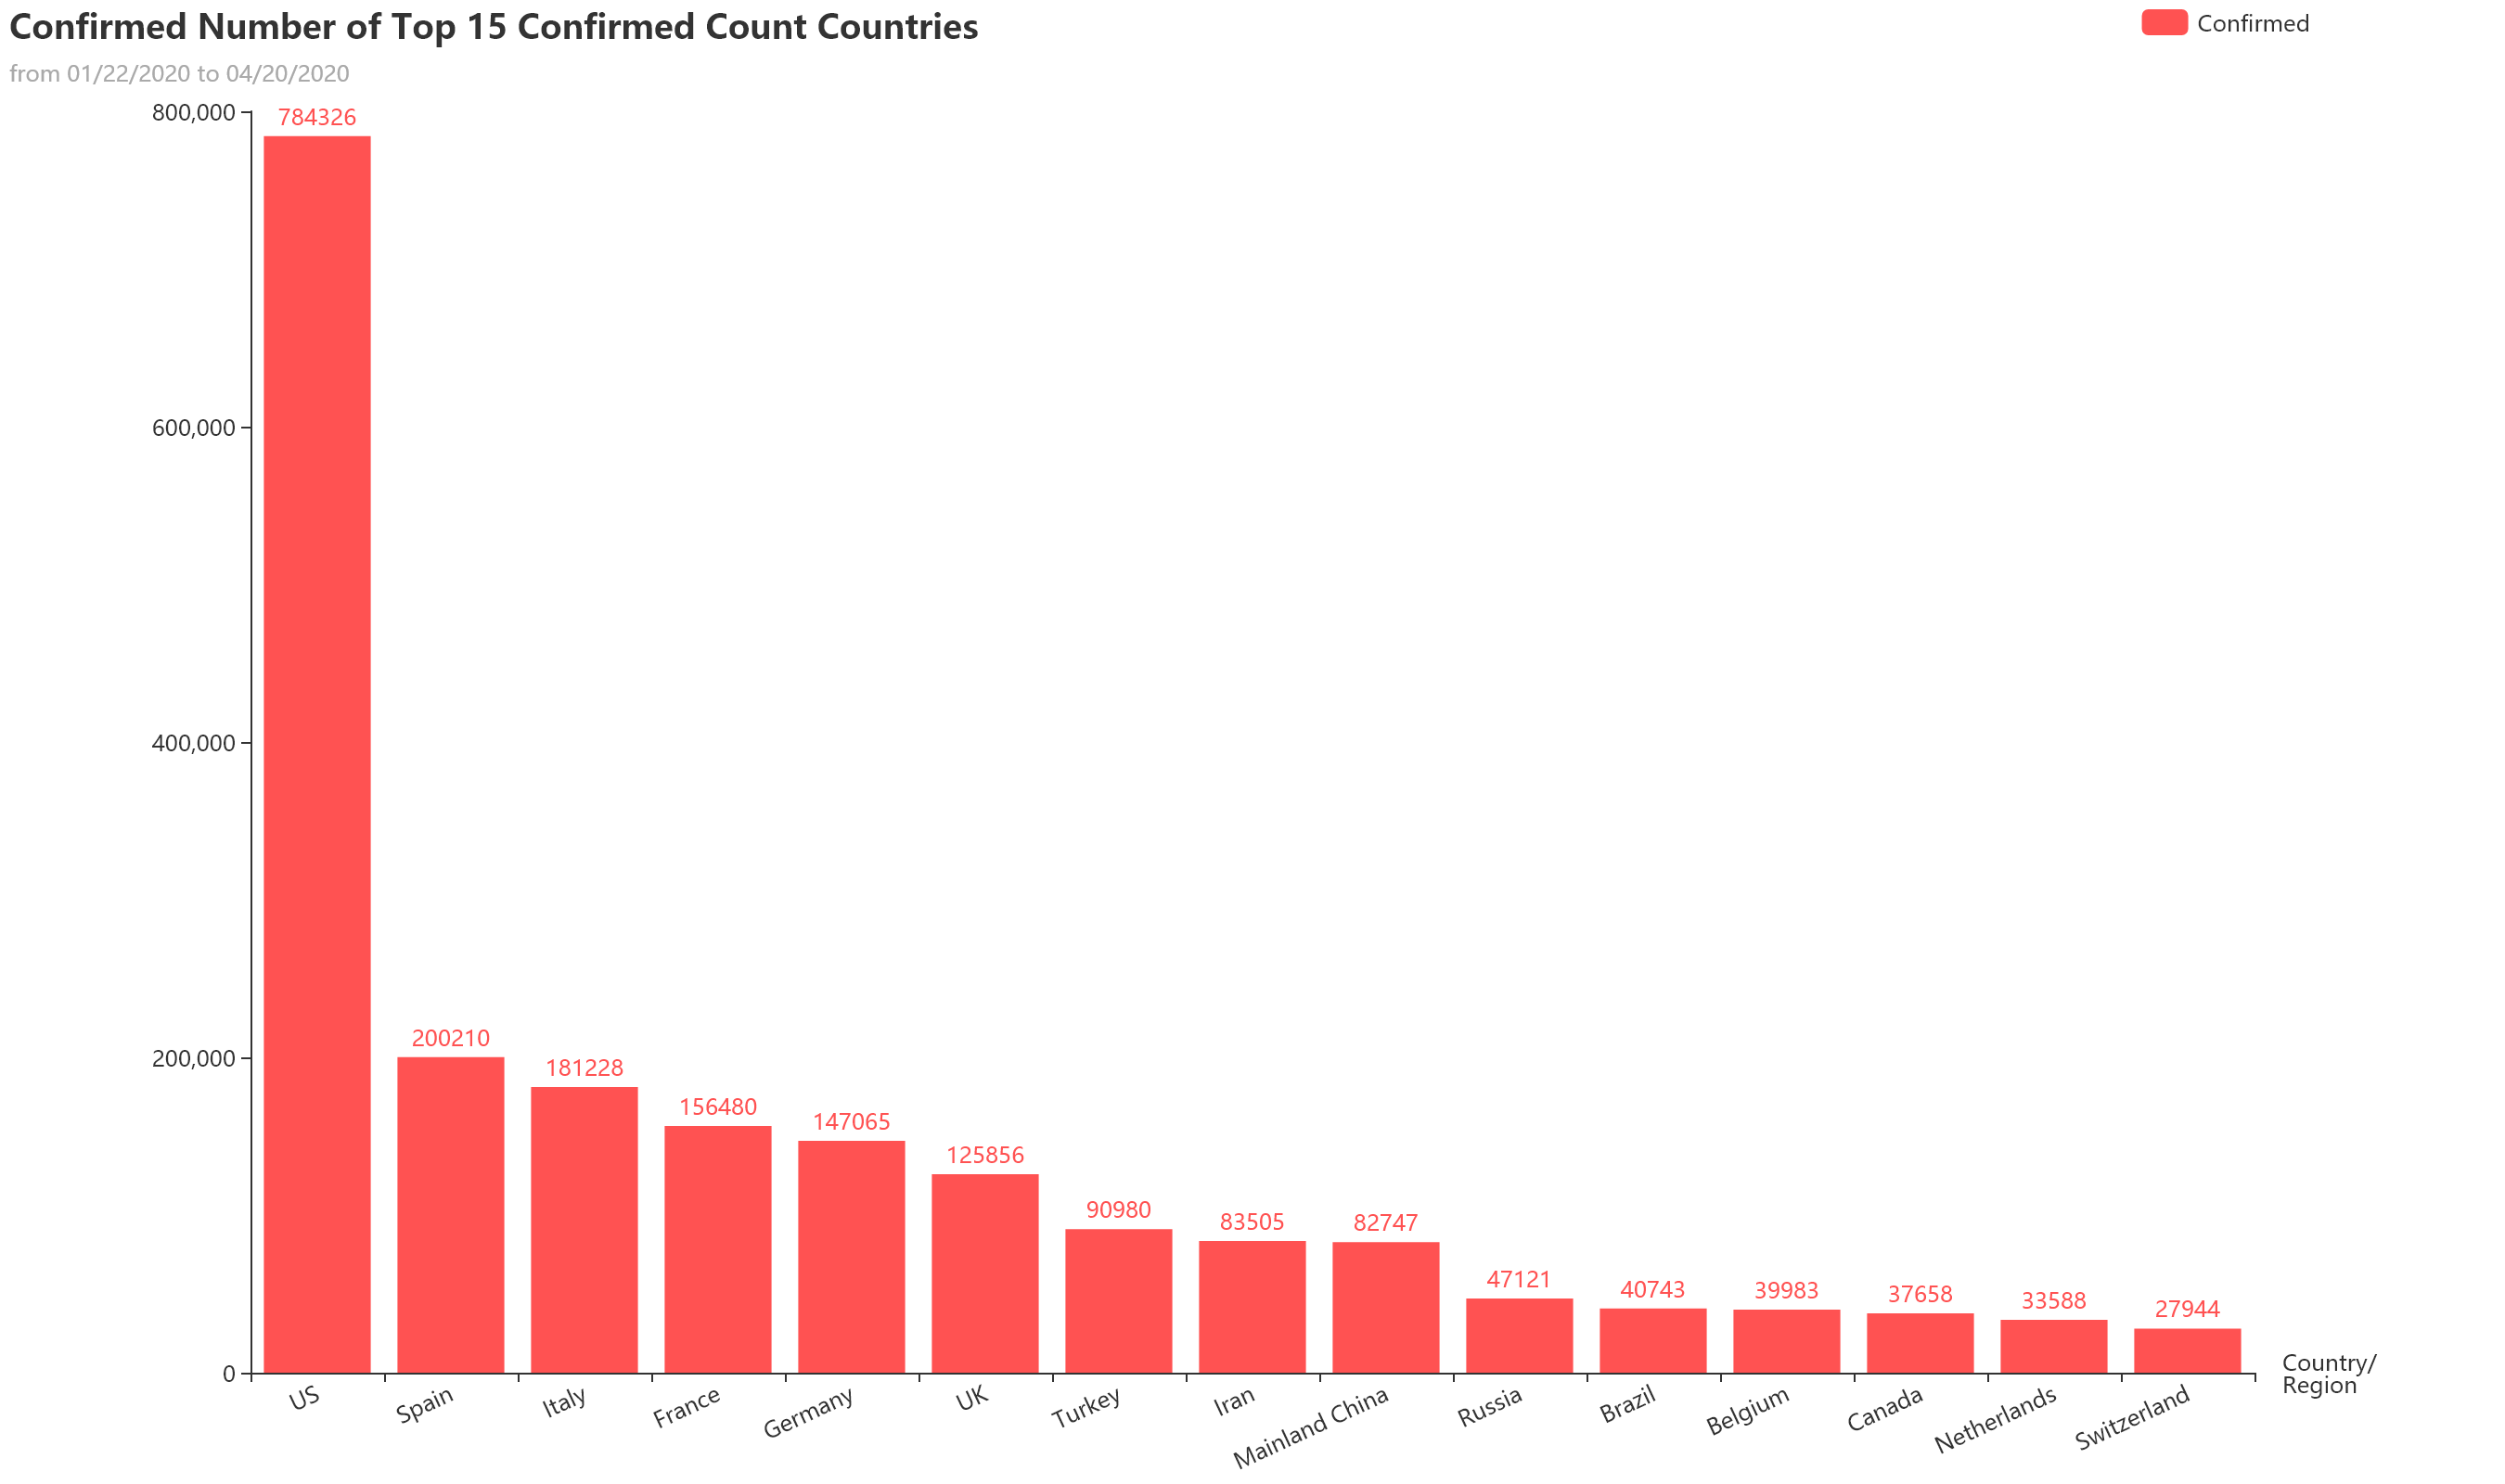 Confirmed Number of Top 15 Confirmed Count Countries
from 01/22/2020 to 04/20/2020
Confirmed
800,000
600,000
400,000
200,000
0
784326
200210
181228
156480
147065
125856
90980
83505
82747
47121
40743
39983
37658
33588
27944
US
Spain
Italy
France
Germany
UK
Turkey
Iran
Mainland China
Russia
Brazil
Belgium
Canada
Netherlands
Switzerland
Country/
Region